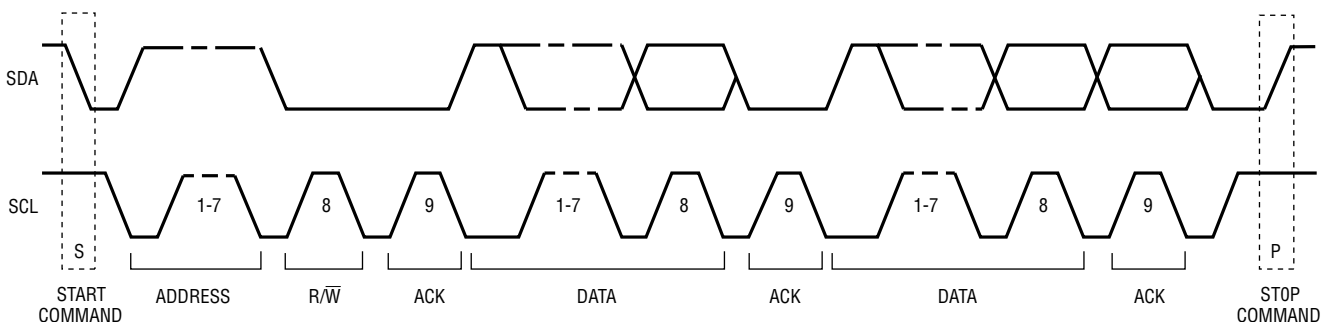 SDA
SCL
1-7
8
9
1-7
8
9
1-7
8
9
S
P
START
COMMAND
ADDRESS
R/W̅
ACK
DATA
ACK
DATA
ACK
STOP
COMMAND